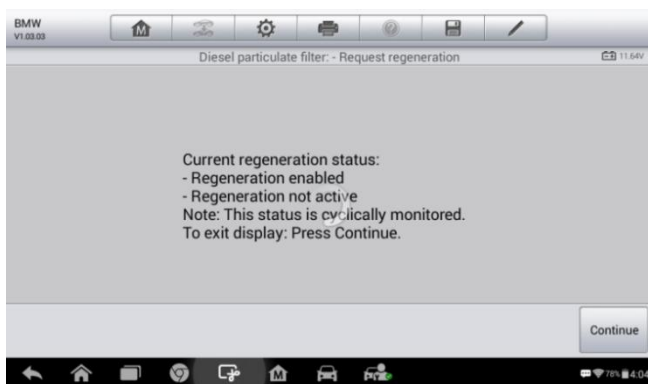 BMW
V1.03.03
Diesel particulate filter: - Request regeneration
11.64V
Current regeneration status:
- Regeneration enabled
- Regeneration not active
Note: This status is cyclically monitored.
To exit display: Press Continue.
Continue
78% 4:04